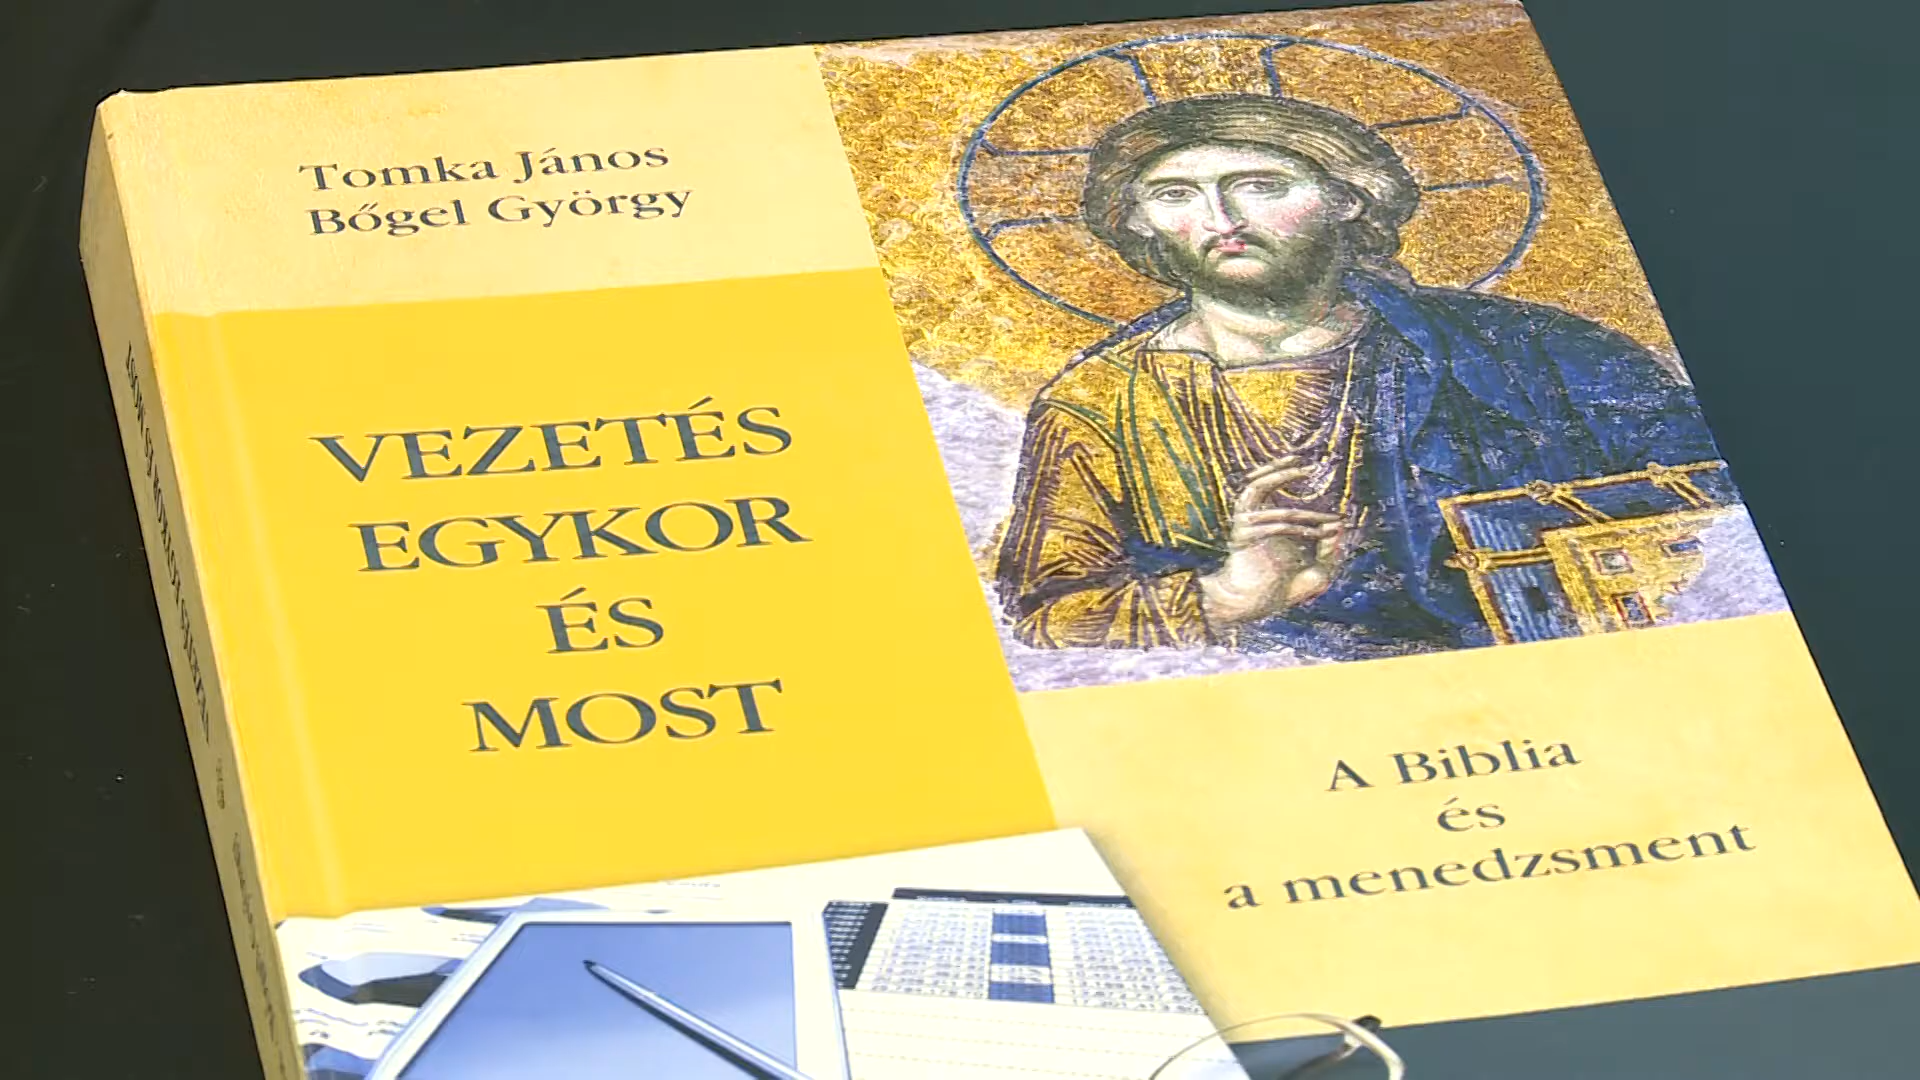 Tomka János
Bőgel György
VEZETÉS
EGYKOR
ÉS
MOST
A Biblia
és
a menedzsment